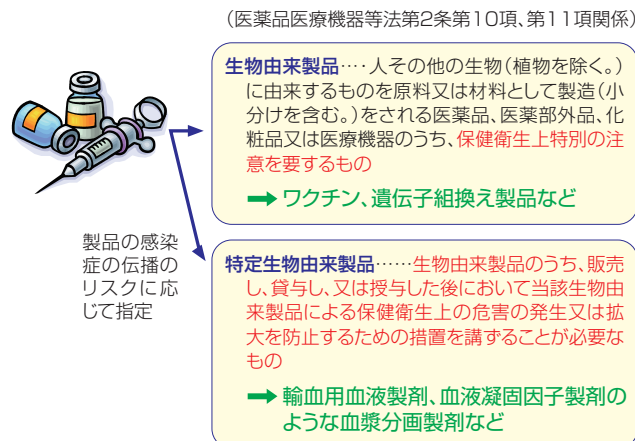 (医薬品医療機器等法第2条第10項、第11項関係)
生物由来製品‥‥人その他の生物(植物を除く。)
に由来するものを原料又は材料として製造(小
分けを含む。)をされる医薬品、医薬部外品、化
粧品又は医療機器のうち、保健衛生上特別の注
意を要するもの
➡ ワクチン、遺伝子組換え製品など
製品の感染
症の伝播の
リスクに応
じて指定
特定生物由来製品……生物由来製品のうち、販売
し、貸与し、又は授与した後において当該生物由
来製品による保健衛生上の危害の発生又は拡
大を防止するための措置を講ずることが必要な
もの
➡ 輸血用血液製剤、血液凝固因子製剤の
ような血漿分画製剤など